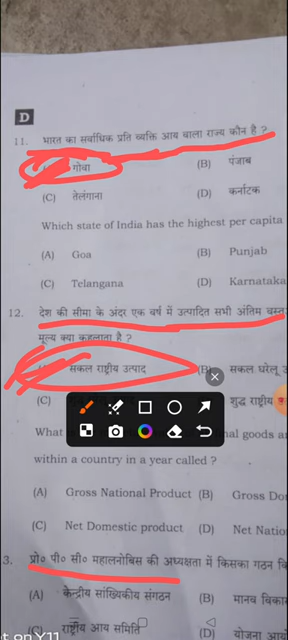 D
11. भारत का सर्वाधिक प्रति व्यक्ति आय वाला राज्य कौन है ?
गोवा (B) पंजाब
(C) तेलंगाना (D) कर्नाटक
Which state of India has the highest per capita
(A) Goa (B) Punjab
(C) Telangana (D) Karnataka
12. देश की सीमा के अंदर एक वर्ष में उत्पादित सभी अंतिम
मूल्य क्या कहलाता है ?
सकल राष्ट्रीय उत्पाद (B) सकल घरेलू
(C) शुद्ध राष्ट्रीय
What nal goods a
within a country in a year called ?
(A) Gross National Product (B) Gross Do
(C) Net Domestic product (D) Net Natio
3. प्रो० पी० सी० महालनोबिस की अध्यक्षता में किसका गठन
(A) केन्द्रीय सांख्यिकीय संगठन (B) मानव विका
(C) राष्ट्रीय आय समिति योजना
t on Y11